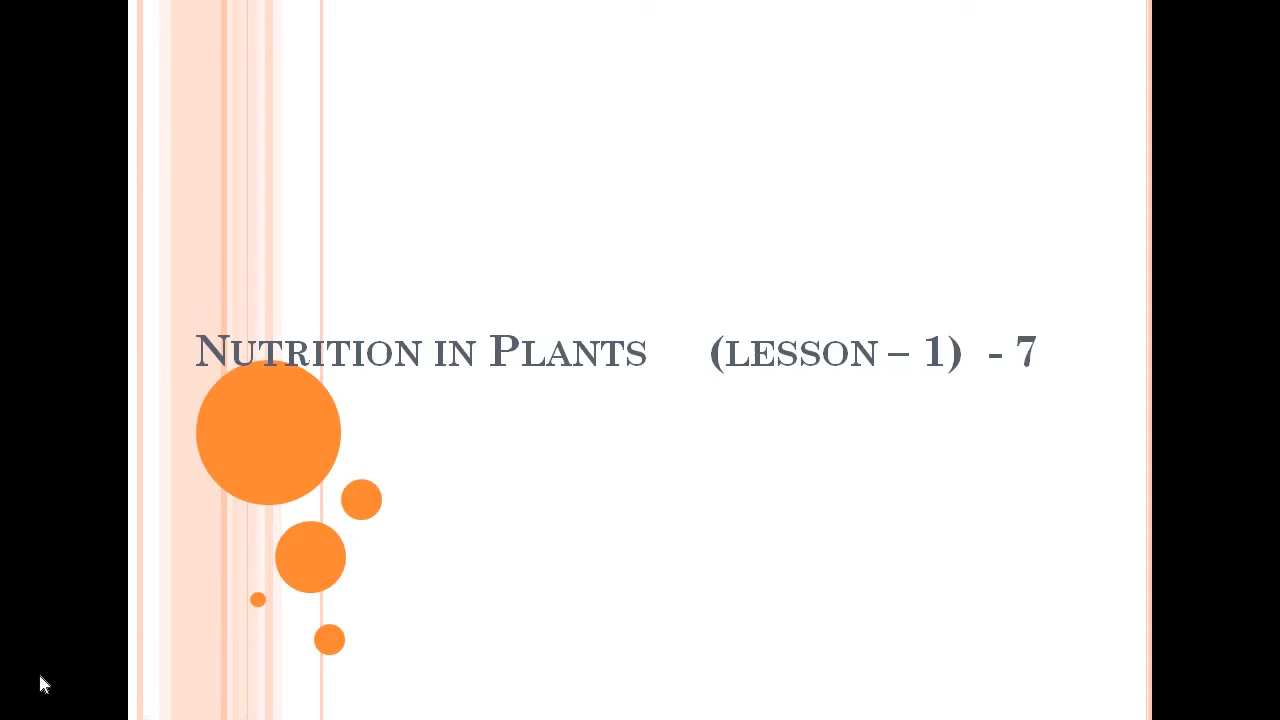 Nutrition in Plants (lesson – 1) - 7